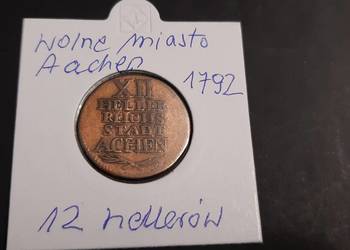 wolne miasto
Aachen
1792
XII
HELLER
REICHS
STADT
ACHEN
12 hellerów